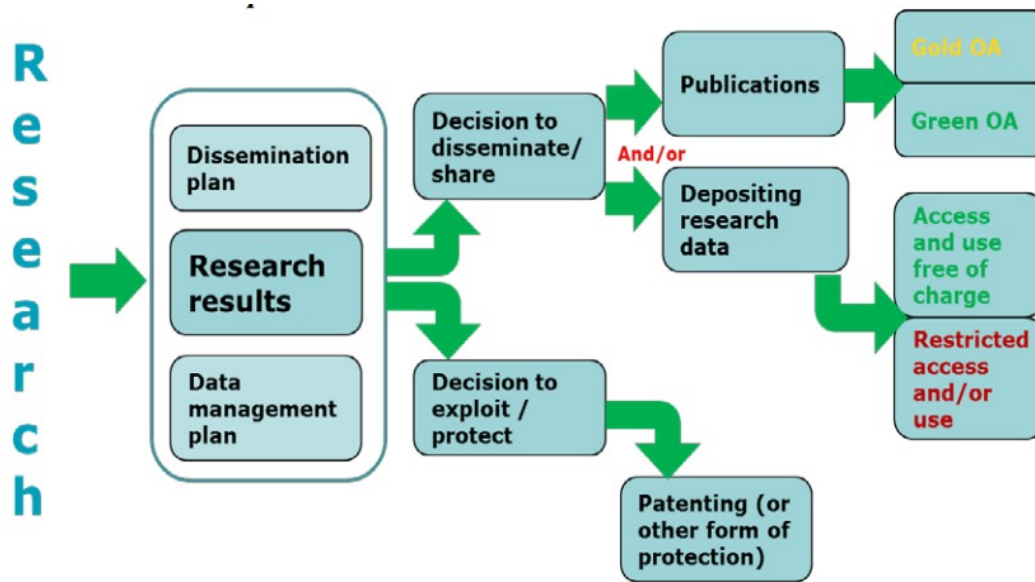 Research
Dissemination
plan
Research
results
Data
management
plan
Decision to
disseminate/
share
Decision to
exploit /
protect
And/or
Publications
Depositing
research
data
Patenting (or
other form of
protection)
Gold OA
Green OA
Access
and use
free of
charge
Restricted
access
and/or
use